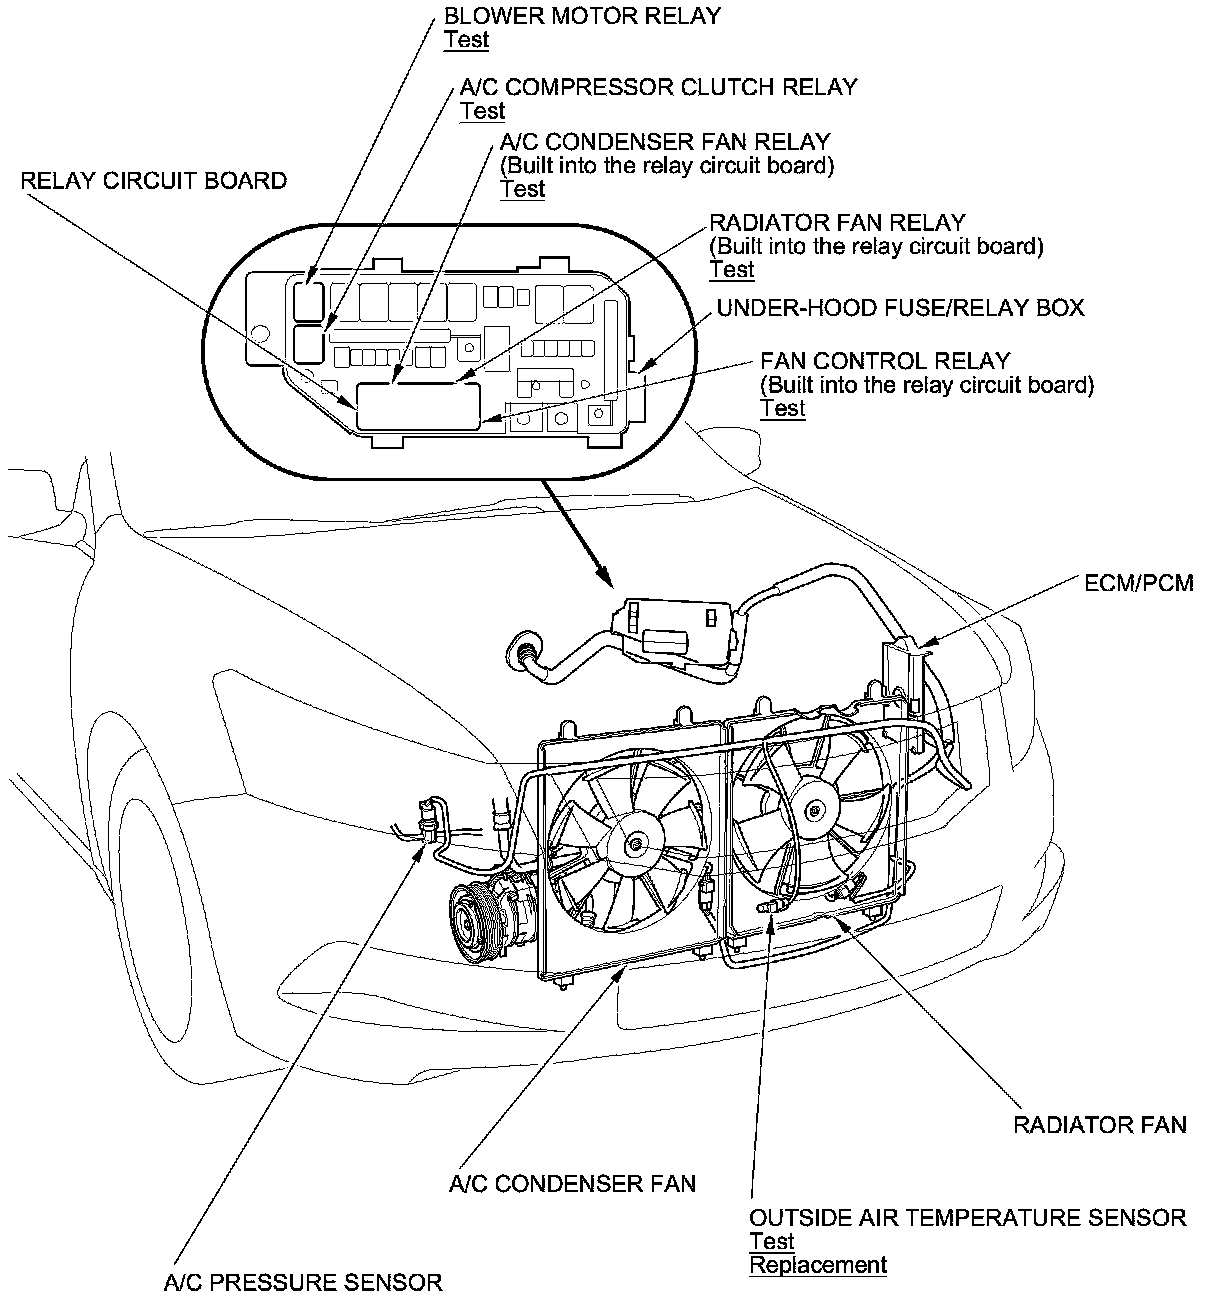 BLOWER MOTOR RELAY
Test
A/C COMPRESSOR CLUTCH RELAY
Test
A/C CONDENSER FAN RELAY
(Built into the relay circuit board)
Test
RELAY CIRCUIT BOARD
RADIATOR FAN RELAY
(Built into the relay circuit board)
Test
UNDER-HOOD FUSE/RELAY BOX
FAN CONTROL RELAY
(Built into the relay circuit board)
Test
ECM/PCM
RADIATOR FAN
A/C CONDENSER FAN
OUTSIDE AIR TEMPERATURE SENSOR
Test
Replacement
A/C PRESSURE SENSOR